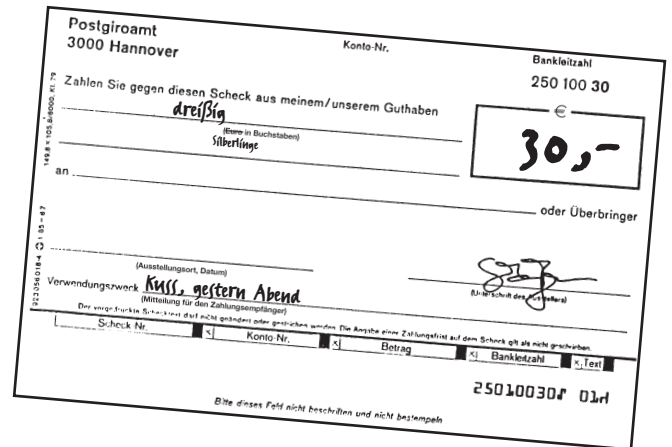 Postgiroamt
3000 Hannover
Konto-Nr.
Bankleitzahl
250 100 30
Zahlen Sie gegen diesen Scheck aus meinem/unserem Guthaben
dreißig
(Euro in Buchstaben)
Silberlinge
€
30,-
an
oder Überbringer
(Ausstellungsort, Datum)
(Unterschrift des Ausstellers)
Verwendungszweck Kuss, gestern Abend
(Mitteilung für den Zahlungsempfänger)
Der vorgedruckte Schecktext darf nicht geändert oder gestrichen werden. Die Angabe einer Zahlungsfrist auf dem Scheck gilt als nicht geschrieben.
Scheck-Nr. x Konto-Nr. x Betrag x Bankleitzahl x Text
25010030 01
Bitte dieses Feld nicht beschriften und nicht bestempeln